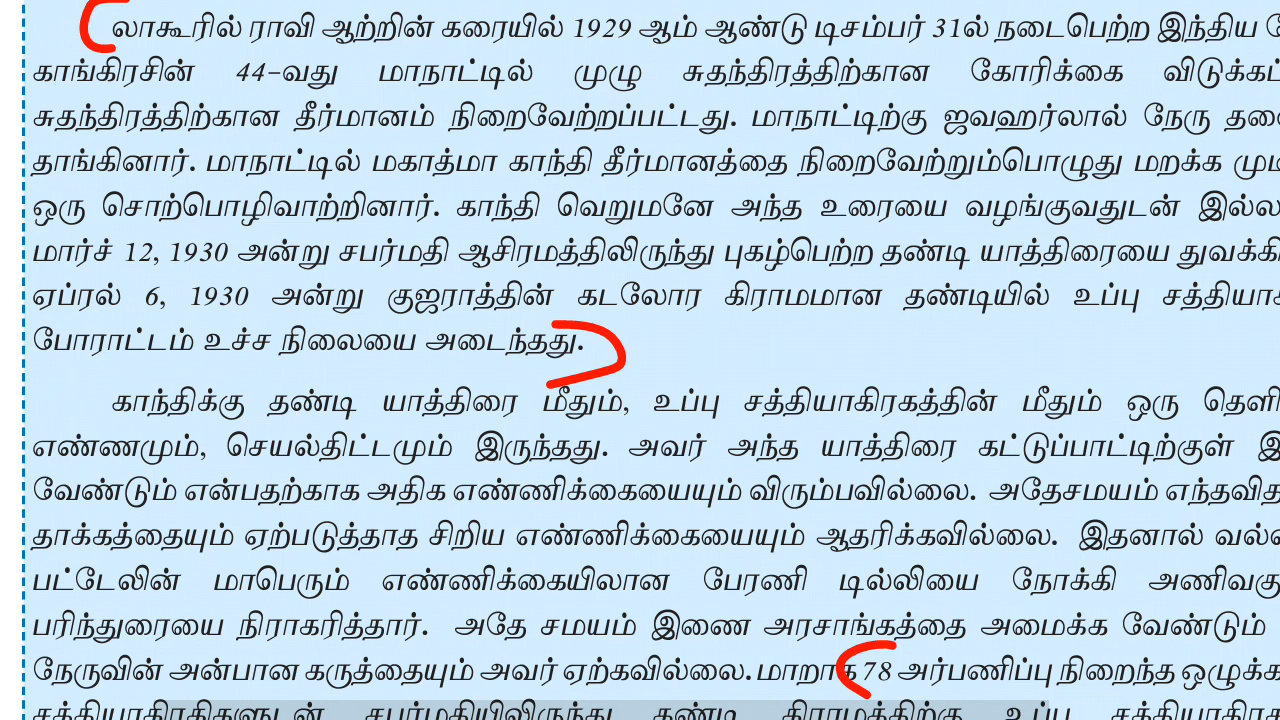 லாகூரில் ராவி ஆற்றின் கரையில் 1929 ஆம் ஆண்டு டிசம்பர் 31ல் நடைபெற்ற இந்திய
காங்கிரசின் 44-வது மாநாட்டில் முழு சுதந்திரத்திற்கான கோரிக்கை
சுதந்திரத்திற்கான தீர்மானம் நிறைவேற்றப்பட்டது. மாநாட்டிற்கு ஜவஹர்லால் நேரு
தாங்கினார். மாநாட்டில் மகாத்மா காந்தி தீர்மானத்தை நிறைவேற்றும்பொழுது மறக்க
ஒரு சொற்பொழிவாற்றினார். காந்தி வெறுமனே அந்த உரையை வழங்குவதுடன்
மார்ச் 12, 1930 அன்று சபர்மதி ஆசிரமத்திலிருந்து புகழ்பெற்ற தண்டி யாத்திரையை
ஏப்ரல் 6, 1930 அன்று குஜராத்தின் கடலோர கிராமமான தண்டியில் உப்பு
போராட்டம் உச்ச நிலையை அடைந்தது.
காந்திக்கு தண்டி யாத்திரை மீதும், உப்பு சத்தியாகிரகத்தின் மீதும் ஒரு
எண்ணமும், செயல்திட்டமும் இருந்தது. அவர் அந்த யாத்திரை கட்டுப்பாட்டிற்குள்
வேண்டும் என்பதற்காக அதிக எண்ணிக்கையையும் விரும்பவில்லை. அதேசமயம்
தாக்கத்தையும் ஏற்படுத்தாத சிறிய எண்ணிக்கையையும் ஆதரிக்கவில்லை. இதனால்
பட்டேலின் மாபெரும் எண்ணிக்கையிலான பேரணி டில்லியை நோக்கி
பரிந்துரையை நிராகரித்தார். அதே சமயம் இணை அரசாங்கத்தை அமைக்க வேண்டும்
நேருவின் அன்பான கருத்தையும் அவர் ஏற்கவில்லை. மாறாக 78 அர்பணிப்பு நிறைந்த